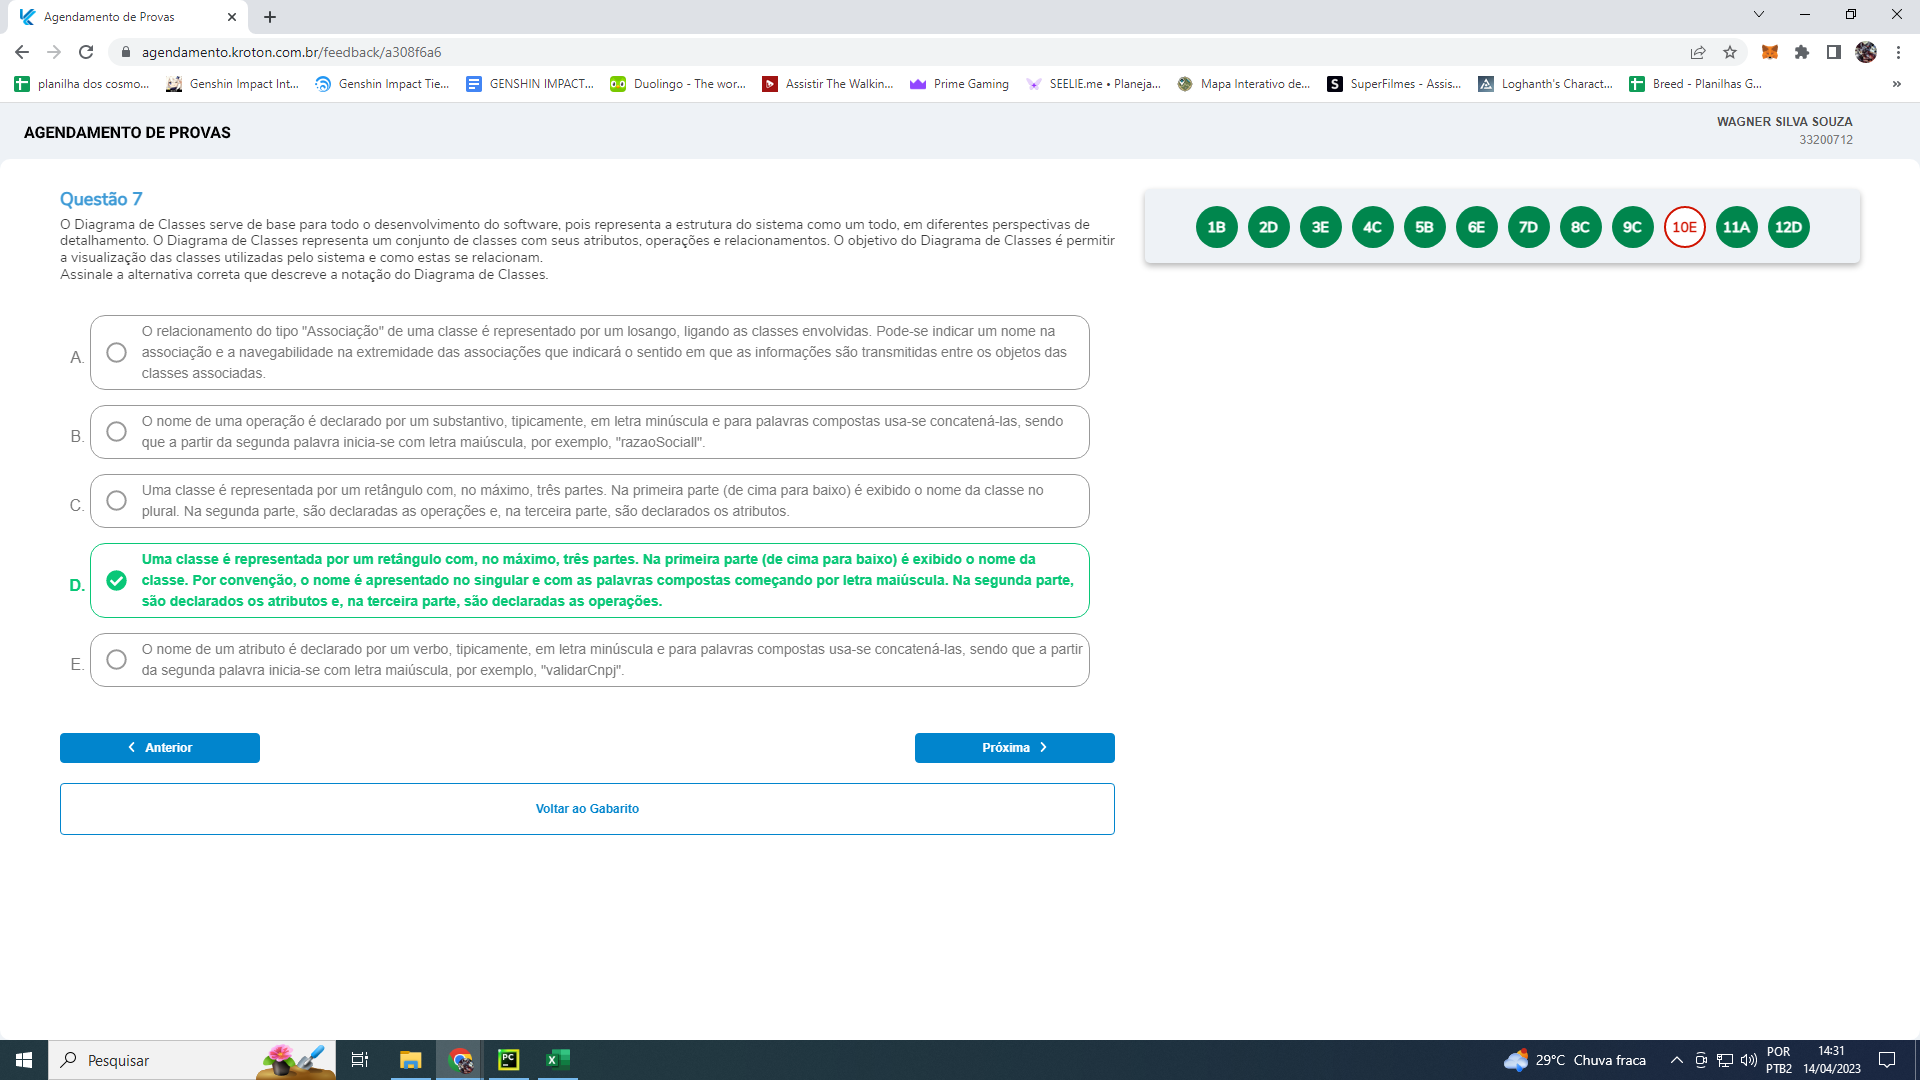 Agendamento de Provas
agendamento.kroton.com.br/feedback/a308f6a6
planilha dos cosmo...
Genshin Impact Int...
Genshin Impact Tie...
GENSHIN IMPACT...
Duolingo - The wor...
Assistir The Walkin...
Prime Gaming
SEELIE.me • Planeja...
Mapa Interativo de...
SuperFilmes - Assis...
Loghanth's Charact...
Breed - Planilhas G...
»
AGENDAMENTO DE PROVAS
WAGNER SILVA SOUZA
33200712
Questão 7
O Diagrama de Classes serve de base para todo o desenvolvimento do software, pois representa a estrutura do sistema como um todo, em diferentes perspectivas de
detalhamento. O Diagrama de Classes representa um conjunto de classes com seus atributos, operações e relacionamentos. O objetivo do Diagrama de Classes é permitir
a visualização das classes utilizadas pelo sistema e como estas se relacionam.
Assinale a alternativa correta que descreve a notação do Diagrama de Classes.
1B 2D 3E 4C 5B 6E 7D 8C 9C 10E 11A 12D
A.
O relacionamento do tipo "Associação" de uma classe é representado por um losango, ligando as classes envolvidas. Pode-se indicar um nome na
associação e a navegabilidade na extremidade das associações que indicará o sentido em que as informações são transmitidas entre os objetos das
classes associadas.
B.
O nome de uma operação é declarado por um substantivo, tipicamente, em letra minúscula e para palavras compostas usa-se concatená-las, sendo
que a partir da segunda palavra inicia-se com letra maiúscula, por exemplo, "razaoSociall".
C.
Uma classe é representada por um retângulo com, no máximo, três partes. Na primeira parte (de cima para baixo) é exibido o nome da classe no
plural. Na segunda parte, são declaradas as operações e, na terceira parte, são declarados os atributos.
D.
Uma classe é representada por um retângulo com, no máximo, três partes. Na primeira parte (de cima para baixo) é exibido o nome da
classe. Por convenção, o nome é apresentado no singular e com as palavras compostas começando por letra maiúscula. Na segunda parte,
são declarados os atributos e, na terceira parte, são declaradas as operações.
E.
O nome de um atributo é declarado por um verbo, tipicamente, em letra minúscula e para palavras compostas usa-se concatená-las, sendo que a partir
da segunda palavra inicia-se com letra maiúscula, por exemplo, "validarCnpj".
Anterior
Próxima
Voltar ao Gabarito
Pesquisar
29°C Chuva fraca
POR
PTB2
14:31
14/04/2023